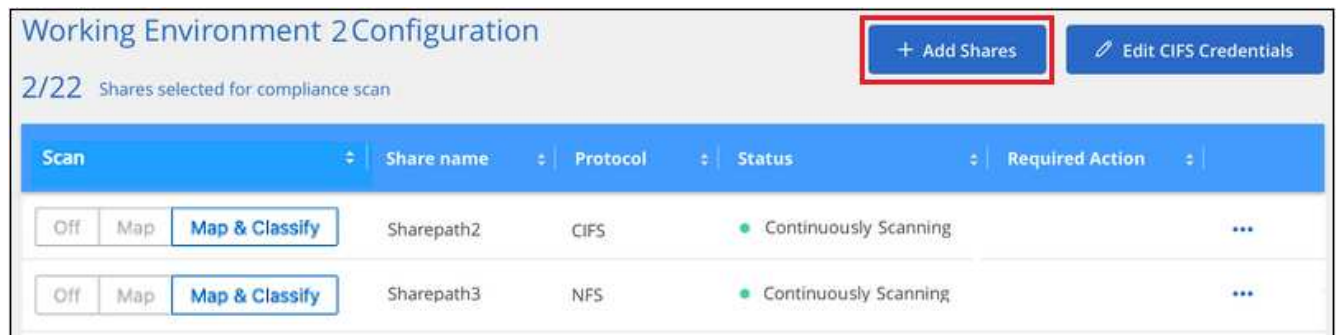 Working Environment 2 Configuration
+ Add Shares
Edit CIFS Credentials
2/22 Shares selected for compliance scan
Scan Share name Protocol Status Required Action
Off Map Map & Classify Sharepath2 CIFS Continuously Scanning •••
Off Map Map & Classify Sharepath3 NFS Continuously Scanning •••